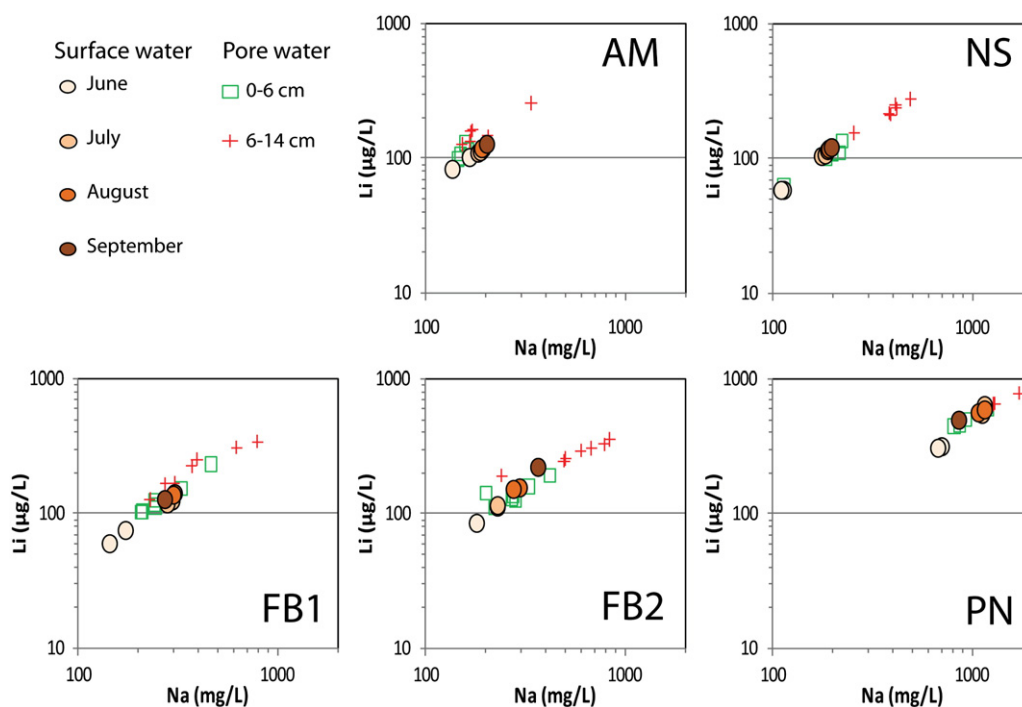 Surface water Pore water
June 0-6 cm
July 6-14 cm
August
September
AM
1000
100
10
Li (µg/L)
100 1000
Na (mg/L)
NS
1000
100
10
Li (µg/L)
100 1000
Na (mg/L)
FB1
1000
100
10
Li (µg/L)
100 1000
Na (mg/L)
FB2
1000
100
10
Li (µg/L)
100 1000
Na (mg/L)
PN
1000
100
10
Li (µg/L)
100 1000
Na (mg/L)